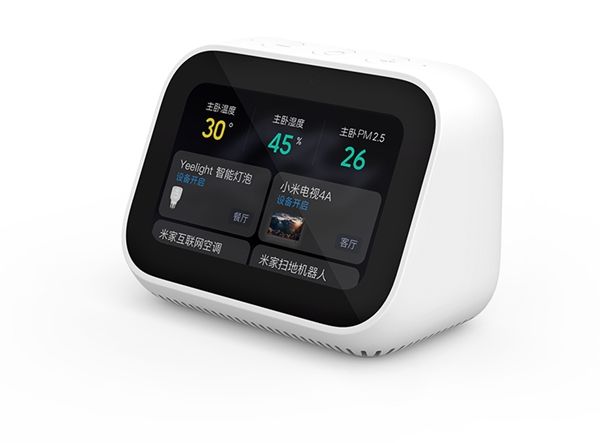 主卧温度
30°
主卧湿度
45%
主卧 PM 2.5
26
Yeelight 智能灯泡
设备开启
餐厅
小米电视4A
设备开启
客厅
米家互联网空调
米家扫地机器人